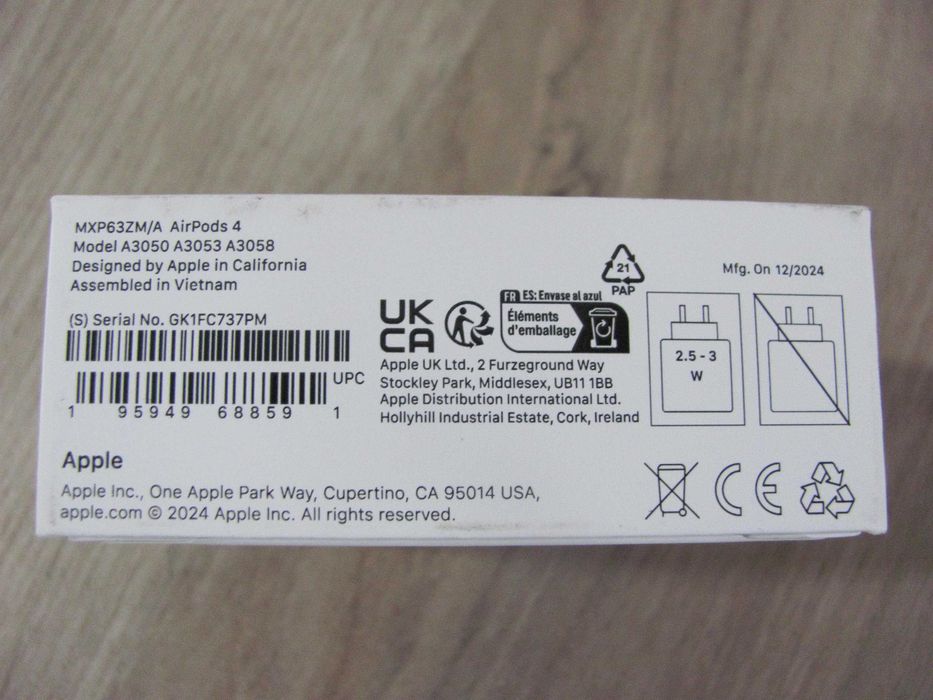 MXP63ZM/A AirPods 4
Model A3050 A3053 A3058
Designed by Apple in California
Assembled in Vietnam
(S) Serial No. GK1FC737PM
UPC
1 95949 68859 1
UK
CA
FR ES: Envase al azul
Éléments
d'emballage
21
PAP
Mfg. On 12/2024
2.5 - 3
W
Apple UK Ltd., 2 Furzeground Way
Stockley Park, Middlesex, UB11 1BB
Apple Distribution International Ltd.
Hollyhill Industrial Estate, Cork, Ireland
Apple
Apple Inc., One Apple Park Way, Cupertino, CA 95014 USA,
apple.com © 2024 Apple Inc. All rights reserved.
CE